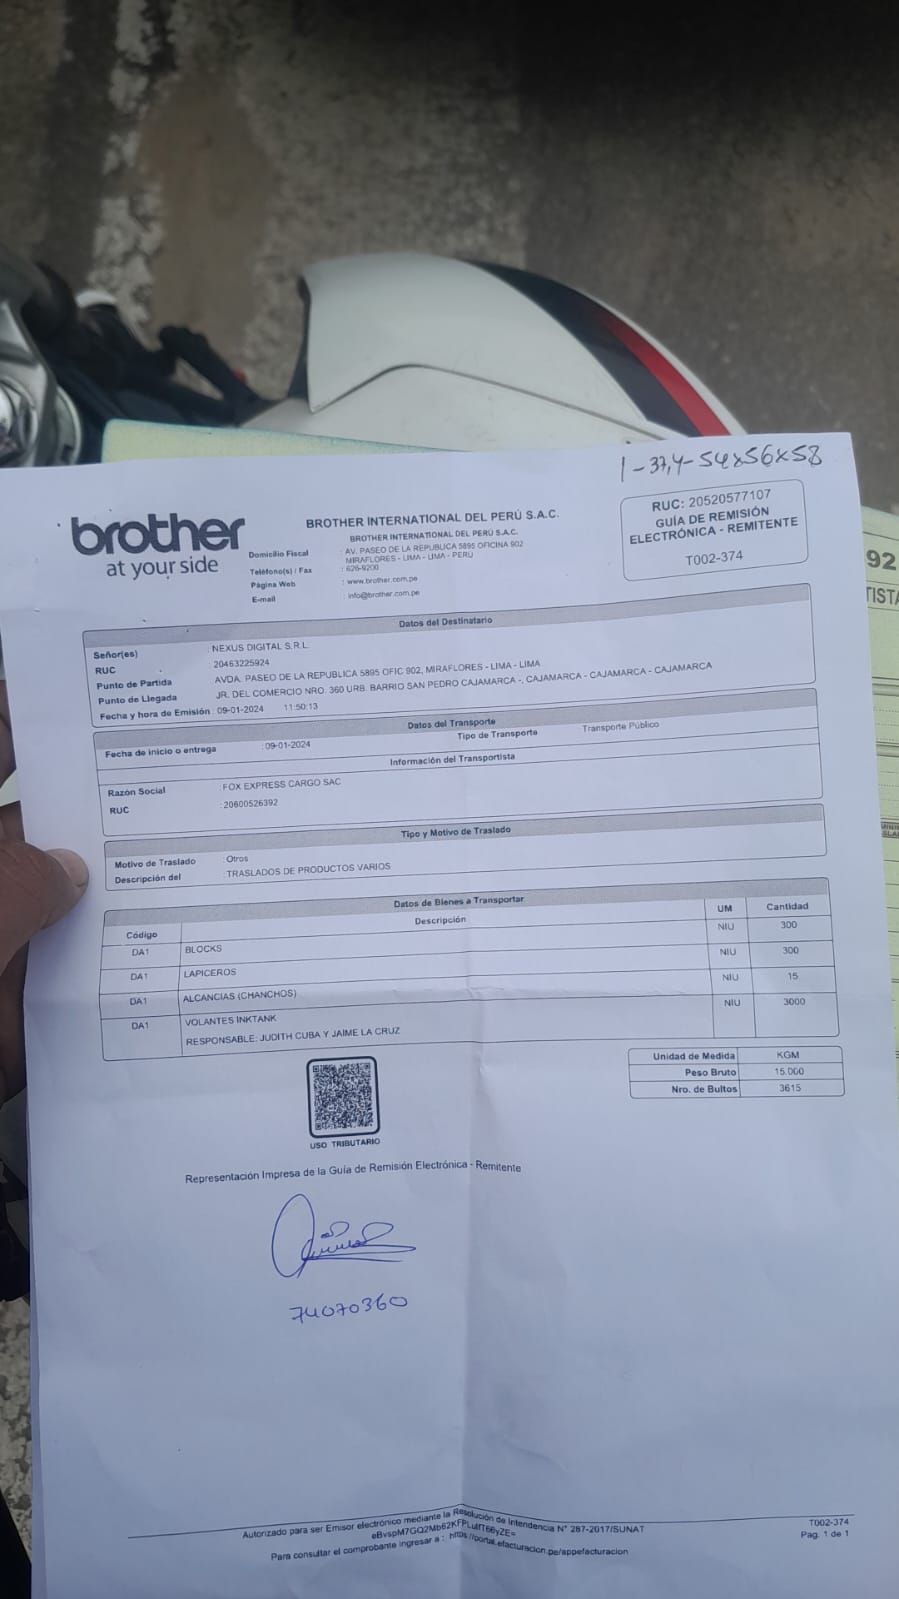 1-37,4-54x56x58
brother
at your side
BROTHER INTERNATIONAL DEL PERÚ S.A.C.
BROTHER INTERNATIONAL DEL PERÚ S.A.C.
Domicilio Fiscal : AV. PASEO DE LA REPUBLICA 5895 OFICINA 902
MIRAFLORES - LIMA - LIMA - PERU
Teléfono(s) / Fax : 626-9200
Página Web : www.brother.com.pe
E-mail : info@brother.com.pe
RUC: 20520577107
GUÍA DE REMISIÓN
ELECTRÓNICA - REMITENTE
T002-374
92
Datos del Destinatario
Señor(es) : NEXUS DIGITAL S.R.L.
RUC 20463225924
Punto de Partida AVDA. PASEO DE LA REPUBLICA 5895 OFIC 902, MIRAFLORES - LIMA - LIMA
Punto de Llegada JR. DEL COMERCIO NRO. 360 URB. BARRIO SAN PEDRO CAJAMARCA -, CAJAMARCA - CAJAMARCA - CAJAMARCA
Fecha y hora de Emisión : 09-01-2024 11:50:13
Datos del Transporte
Fecha de inicio o entrega : 09-01-2024 Tipo de Transporte : Transporte Público
Información del Transportista
Razón Social : FOX EXPRESS CARGO SAC
RUC : 20600526392
Tipo y Motivo de Traslado
Motivo de Traslado : Otros
Descripción del : TRASLADOS DE PRODUCTOS VARIOS
Datos de Bienes a Transportar
Código Descripción UM Cantidad
DA1 BLOCKS NIU 300
DA1 LAPICEROS NIU 300
DA1 ALCANCIAS (CHANCHOS) NIU 15
DA1 VOLANTES INKTANK NIU 3000
RESPONSABLE: JUDITH CUBA Y JAIME LA CRUZ
Unidad de Medida KGM
Peso Bruto 15.000
Nro. de Bultos 3615
USO TRIBUTARIO
Representación Impresa de la Guía de Remisión Electrónica - Remitente
74070360
Autorizado para ser Emisor electrónico mediante la Resolución de Intendencia N° 287-2017/SUNAT
Para consultar el comprobante ingresar a : https://portal.efacturacion.pe/appefacturacion
T002-374
Pag. 1 de 1